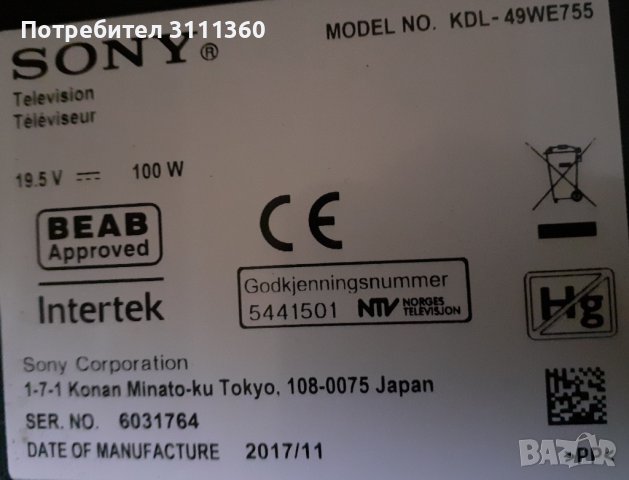 Потребител 3111360
SONY®
MODEL NO. KDL-49WE755
Television
Téléviseur
19.5 V ⎓ 100 W
BEAB
Approved
Intertek
CE
Godkjenningsnummer
5441501 NTV NORGES
TELEVISJON
Hg
Sony Corporation
1-7-1 Konan Minato-ku Tokyo, 108-0075 Japan
SER. NO. 6031764
DATE OF MANUFACTURE 2017/11
BAZAR